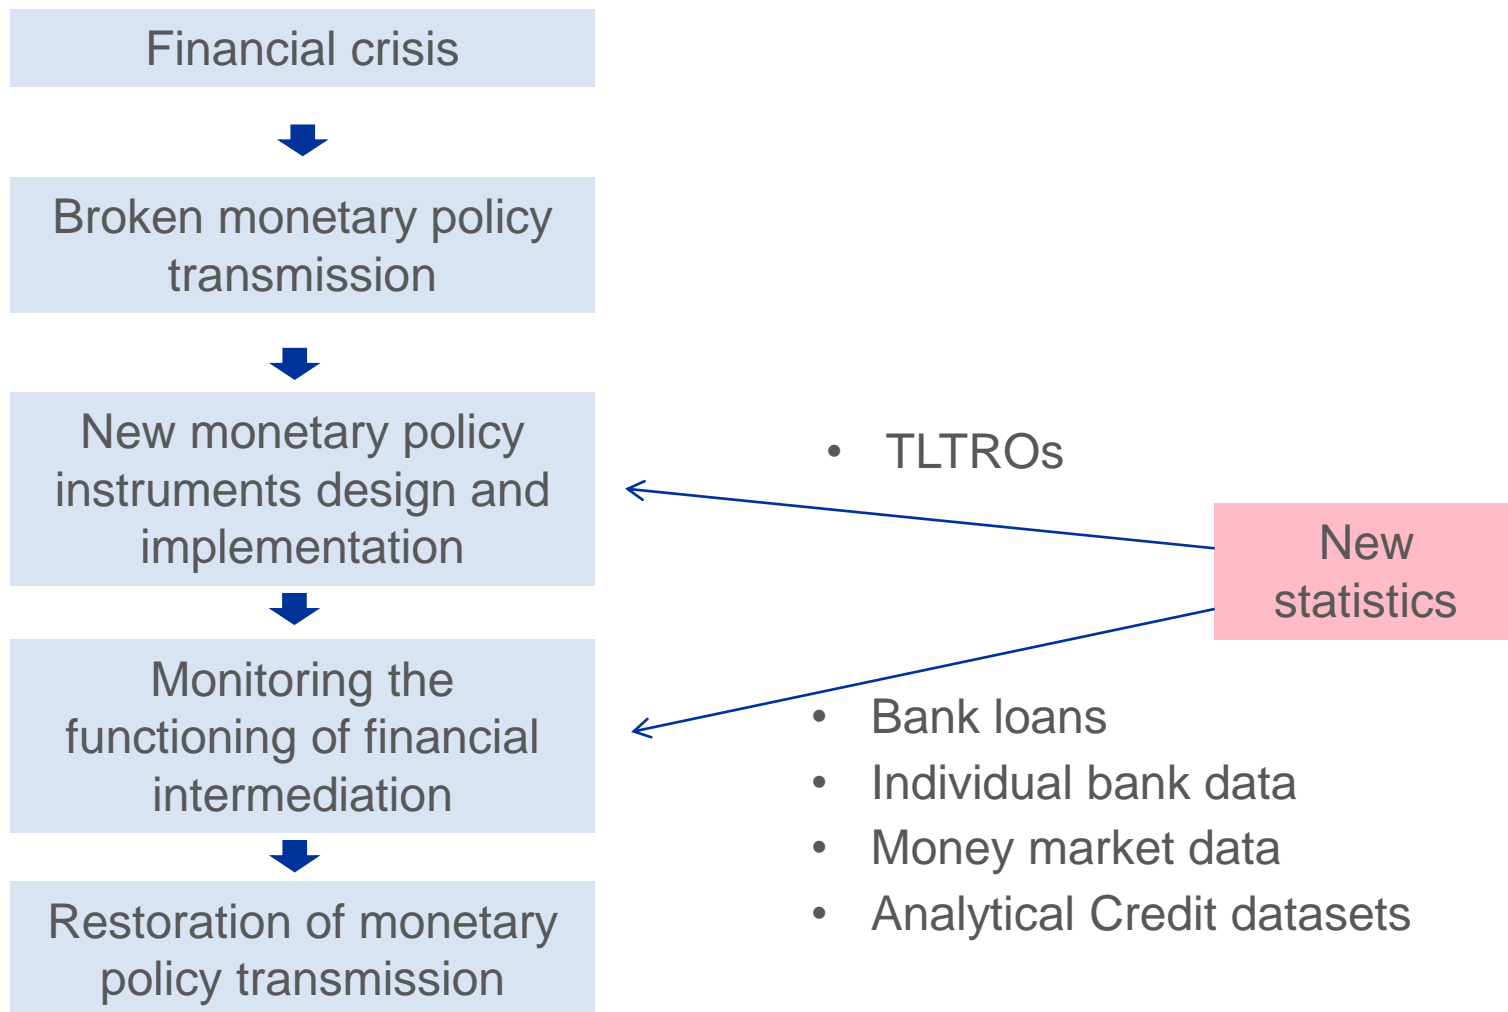 Financial crisis
Broken monetary policy
transmission
New monetary policy
instruments design and
implementation
Monitoring the
functioning of financial
intermediation
Restoration of monetary
policy transmission
• TLTROs
New
statistics
• Bank loans
• Individual bank data
• Money market data
• Analytical Credit datasets